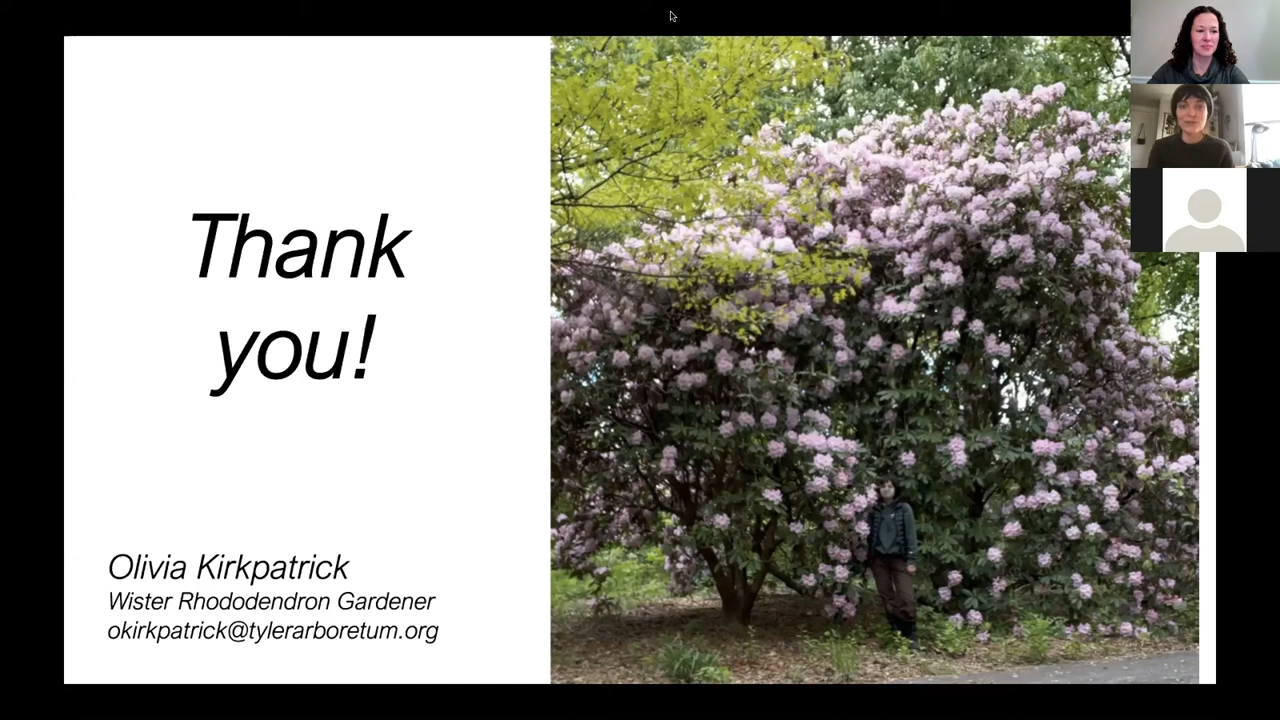 Thank
you!
Olivia Kirkpatrick
Wister Rhododendron Gardener
okirkpatrick@tylerarboretum.org